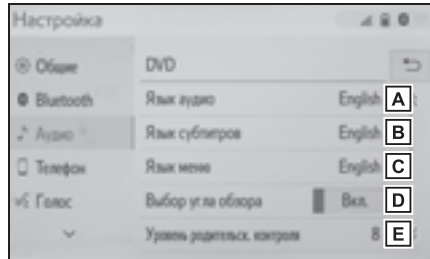 Настройка
Общие
DVD
Bluetooth
Язык аудио
English A
Аудио
Язык субтитров
English B
Телефон
Язык меню
English C
Голос
Выбор угла обзора
Вкл. D
Уровень родительск. контроля
8 E